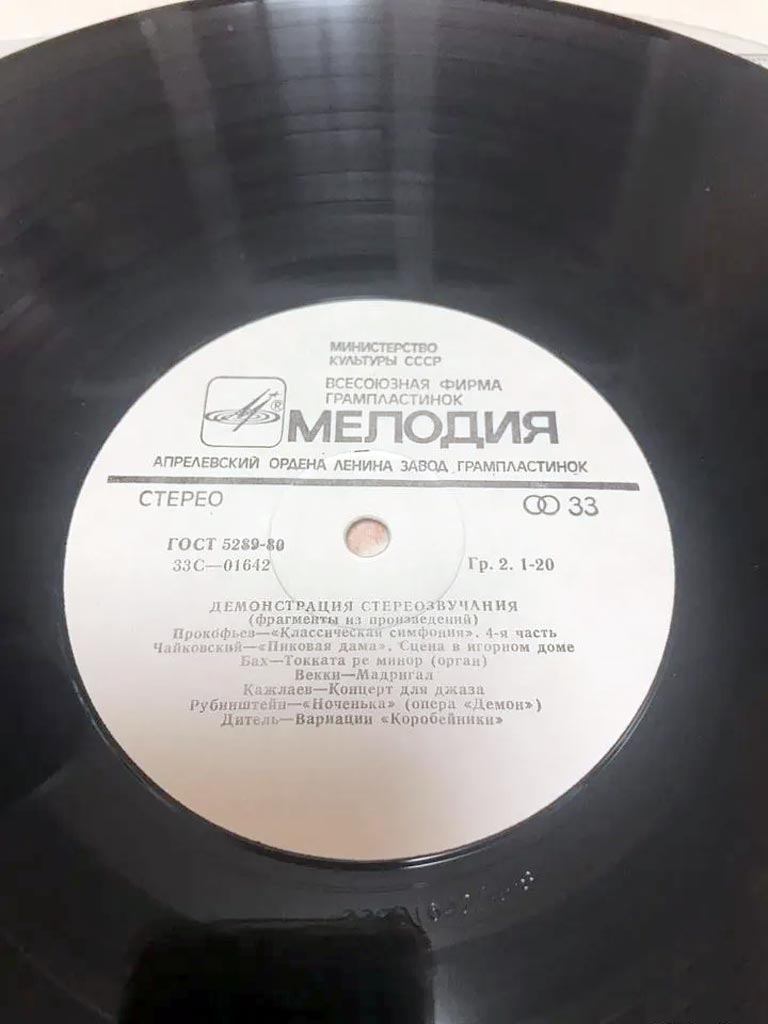 МИНИСТЕРСТВО
КУЛЬТУРЫ СССР
ВСЕСОЮЗНАЯ ФИРМА
ГРАМПЛАСТИНОК
®
МЕЛОДИЯ
АПРЕЛЕВСКИЙ ОРДЕНА ЛЕНИНА ЗАВОД ГРАМПЛАСТИНОК
СТЕРЕО 33
ГОСТ 5289-80
33С—01642 Гр. 2. 1-20
ДЕМОНСТРАЦИЯ СТЕРЕОЗВУЧАНИЯ
(фрагменты из произведений)
Прокофьев—«Классическая симфония». 4-я часть
Чайковский—«Пиковая дама». Сцена в игорном доме
Бах—Токката ре минор (орган)
Векки—Мадригал
Кажлаев—Концерт для джаза
Рубинштейн—«Ноченька» (опера «Демон»)
Дитель—Вариации «Коробейники»